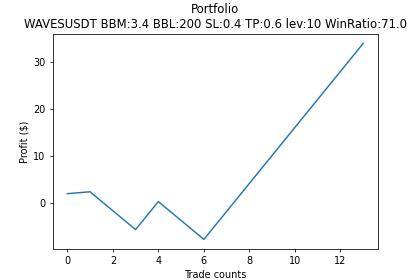 Portfolio
WAVESUSDT BBM:3.4 BBL:200 SL:0.4 TP:0.6 lev:10 WinRatio:71.0
30
20
10
0
Profit ($)
0 2 4 6 8 10 12
Trade counts